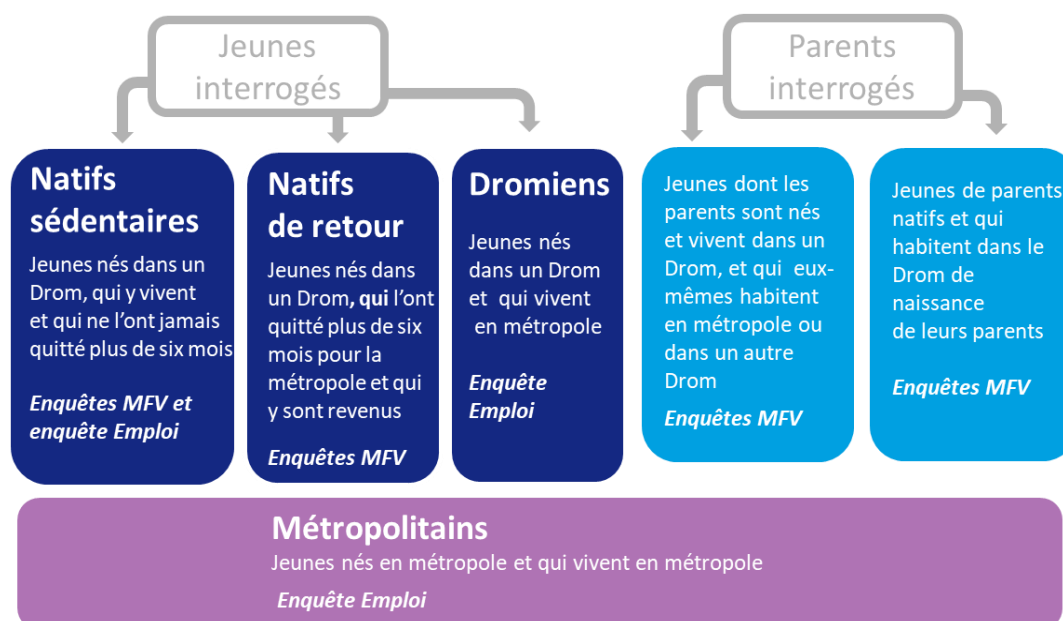 Jeunes
interrogés
Parents
interrogés
Natifs
sédentaires
Jeunes nés dans un
Drom, qui y vivent
et qui ne l'ont jamais
quitté plus de six mois
Enquêtes MFV et
enquête Emploi
Natifs
de retour
Jeunes nés dans
un Drom, qui l'ont
quitté plus de six
mois pour la
métropole et qui
y sont revenus
Enquêtes MFV
Dromiens
Jeunes nés
dans un Drom
et qui vivent
en métropole
Enquête
Emploi
Jeunes dont les
parents sont nés
et vivent dans un
Drom, et qui eux-
mêmes habitent
en métropole ou
dans un autre
Drom
Enquêtes MFV
Jeunes de parents
natifs et qui
habitent dans le
Drom de
naissance
de leurs parents
Enquêtes MFV
Métropolitains
Jeunes nés en métropole et qui vivent en métropole
Enquête Emploi